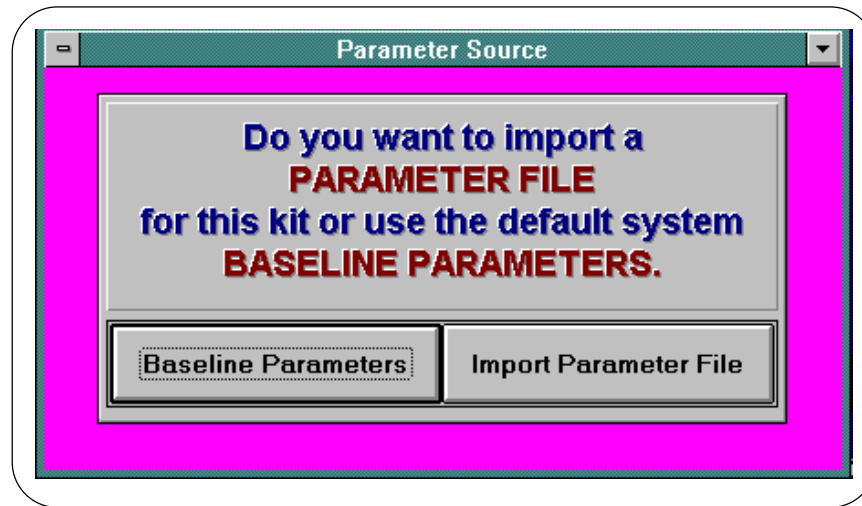 Parameter Source
Do you want to import a
PARAMETER FILE
for this kit or use the default system
BASELINE PARAMETERS.
Baseline Parameters
Import Parameter File